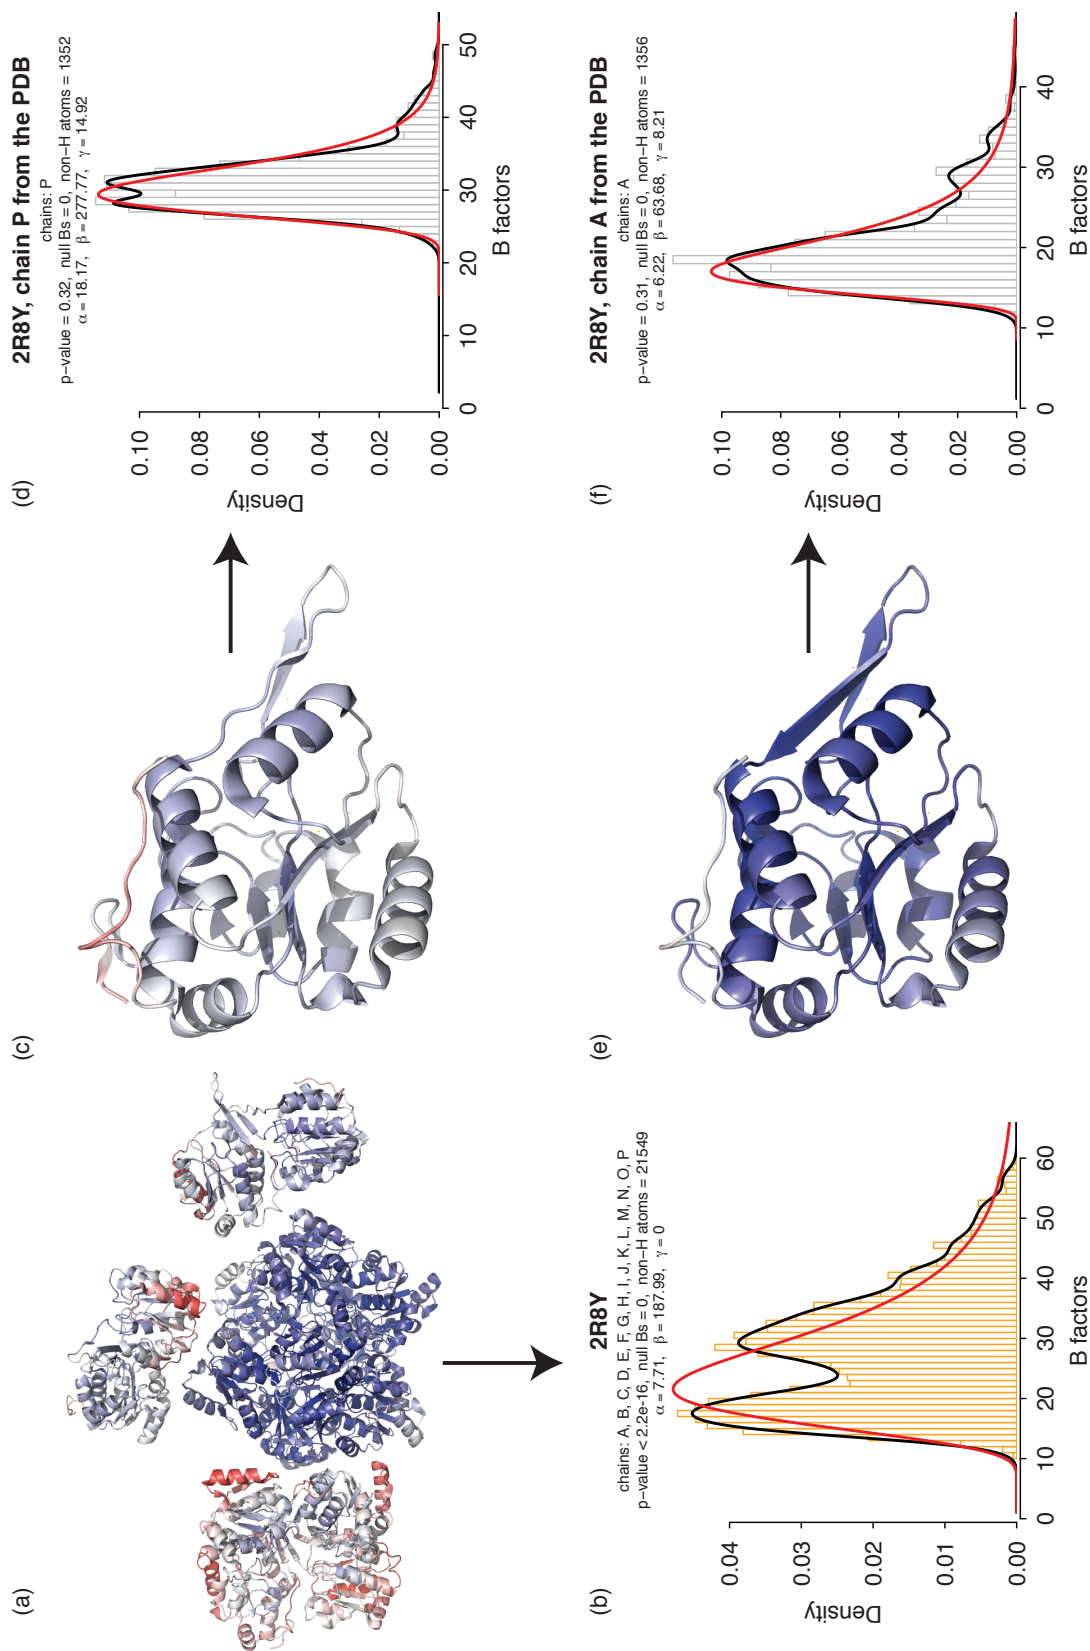 (a)
(b)
2R8Y
chains: A, B, C, D, E, F, G, H, I, J, K, L, M, N, O, P
p−value < 2.2e-16, null Bs = 0, non−H atoms = 21549
α = 7.71, β = 187.99, γ = 0
Density
0.00
0.01
0.02
0.03
0.04
0
10
20
30
40
50
60
B factors
(c)
(d)
2R8Y, chain P from the PDB
chains: P
p−value = 0.32, null Bs = 0, non−H atoms = 1352
α = 18.17, β = 277.77, γ = 14.92
Density
0.00
0.02
0.04
0.06
0.08
0.10
0
10
20
30
40
50
B factors
(e)
(f)
2R8Y, chain A from the PDB
chains: A
p−value = 0.31, null Bs = 0, non−H atoms = 1356
α = 6.22, β = 63.68, γ = 8.21
Density
0.00
0.02
0.04
0.06
0.08
0.10
0
10
20
30
40
B factors